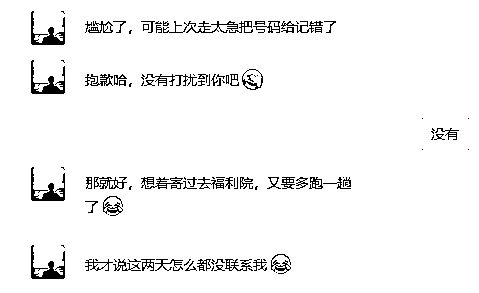 尴尬了，可能上次走太急把号码给记错了
抱歉哈，没有打扰到你吧
没有
那就好，想着寄过去福利院，又要多跑一趟
了😂
我才说这两天怎么都没联系我😂